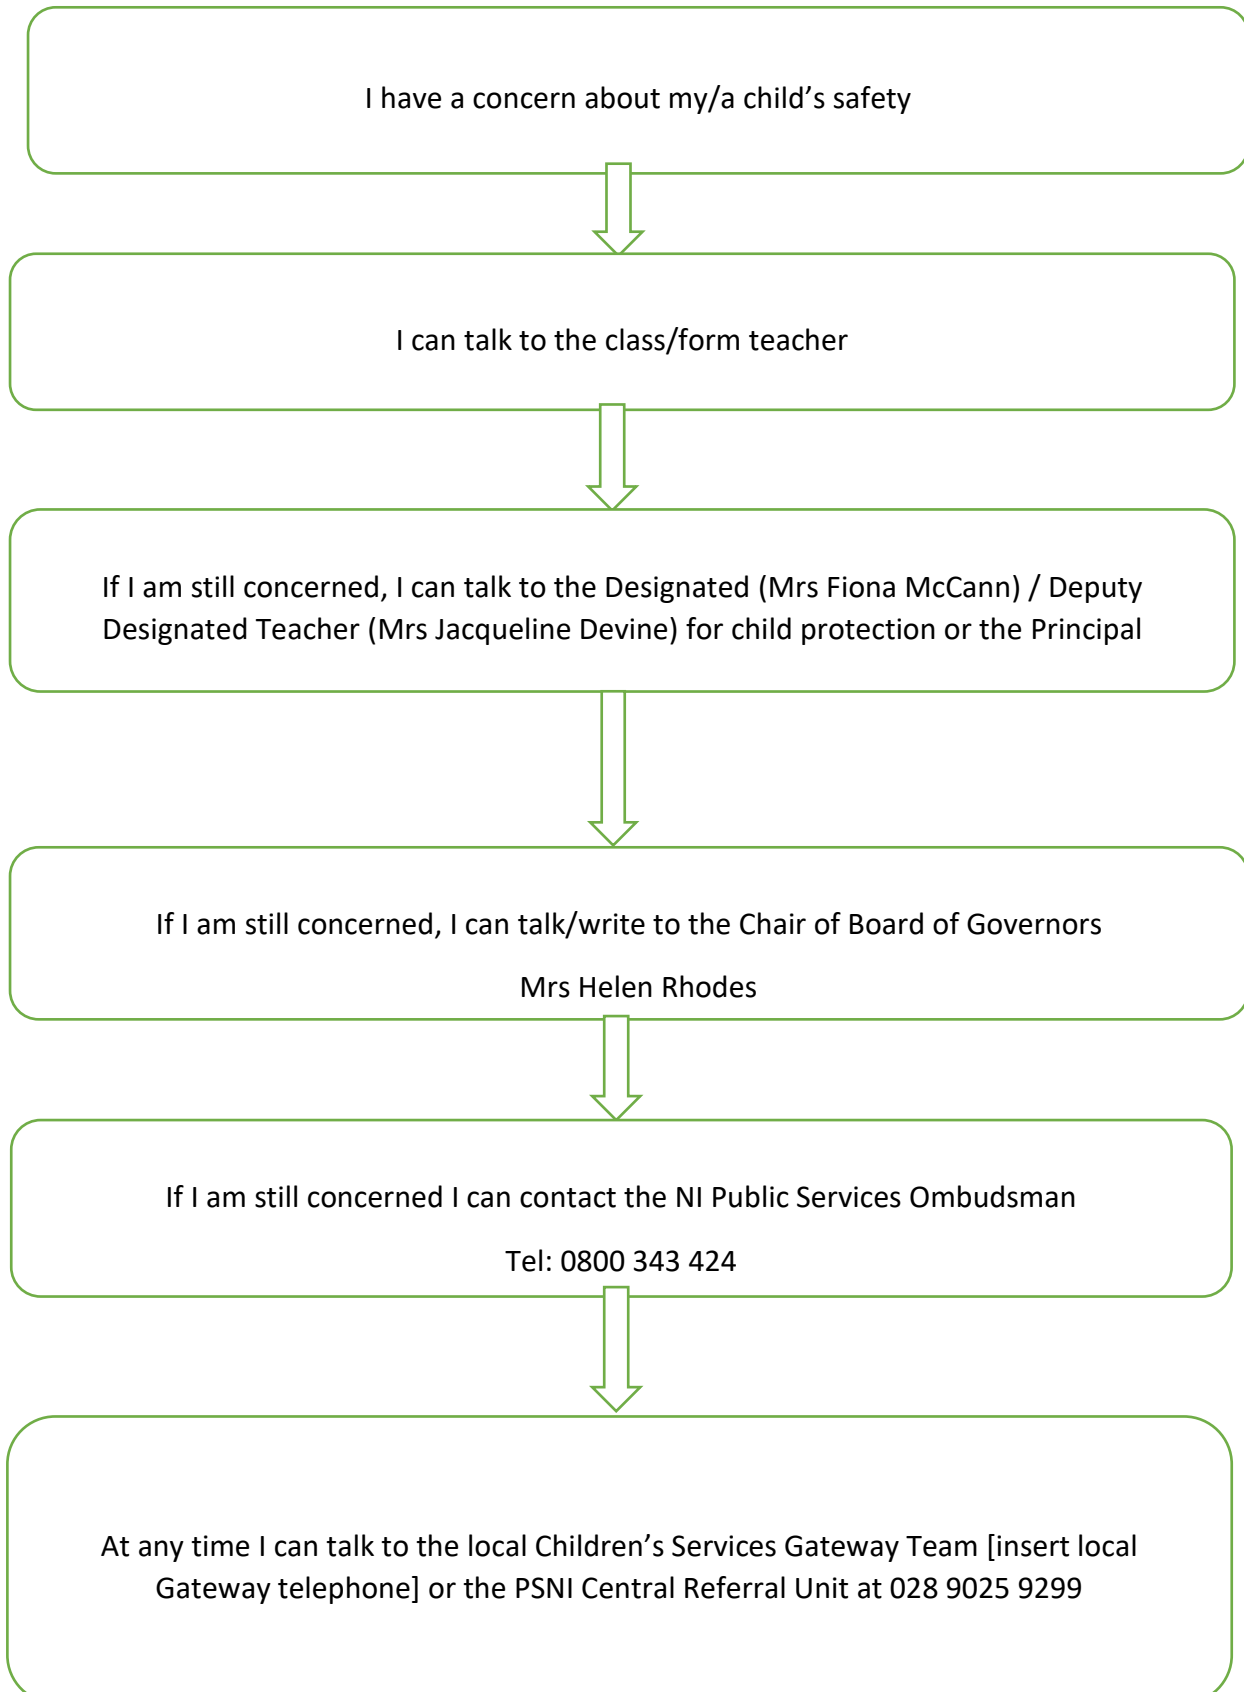 I have a concern about my/a child’s safety
I can talk to the class/form teacher
If I am still concerned, I can talk to the Designated (Mrs Fiona McCann) / Deputy
Designated Teacher (Mrs Jacqueline Devine) for child protection or the Principal
If I am still concerned, I can talk/write to the Chair of Board of Governors
Mrs Helen Rhodes
If I am still concerned I can contact the NI Public Services Ombudsman
Tel: 0800 343 424
At any time I can talk to the local Children’s Services Gateway Team [insert local
Gateway telephone] or the PSNI Central Referral Unit at 028 9025 9299